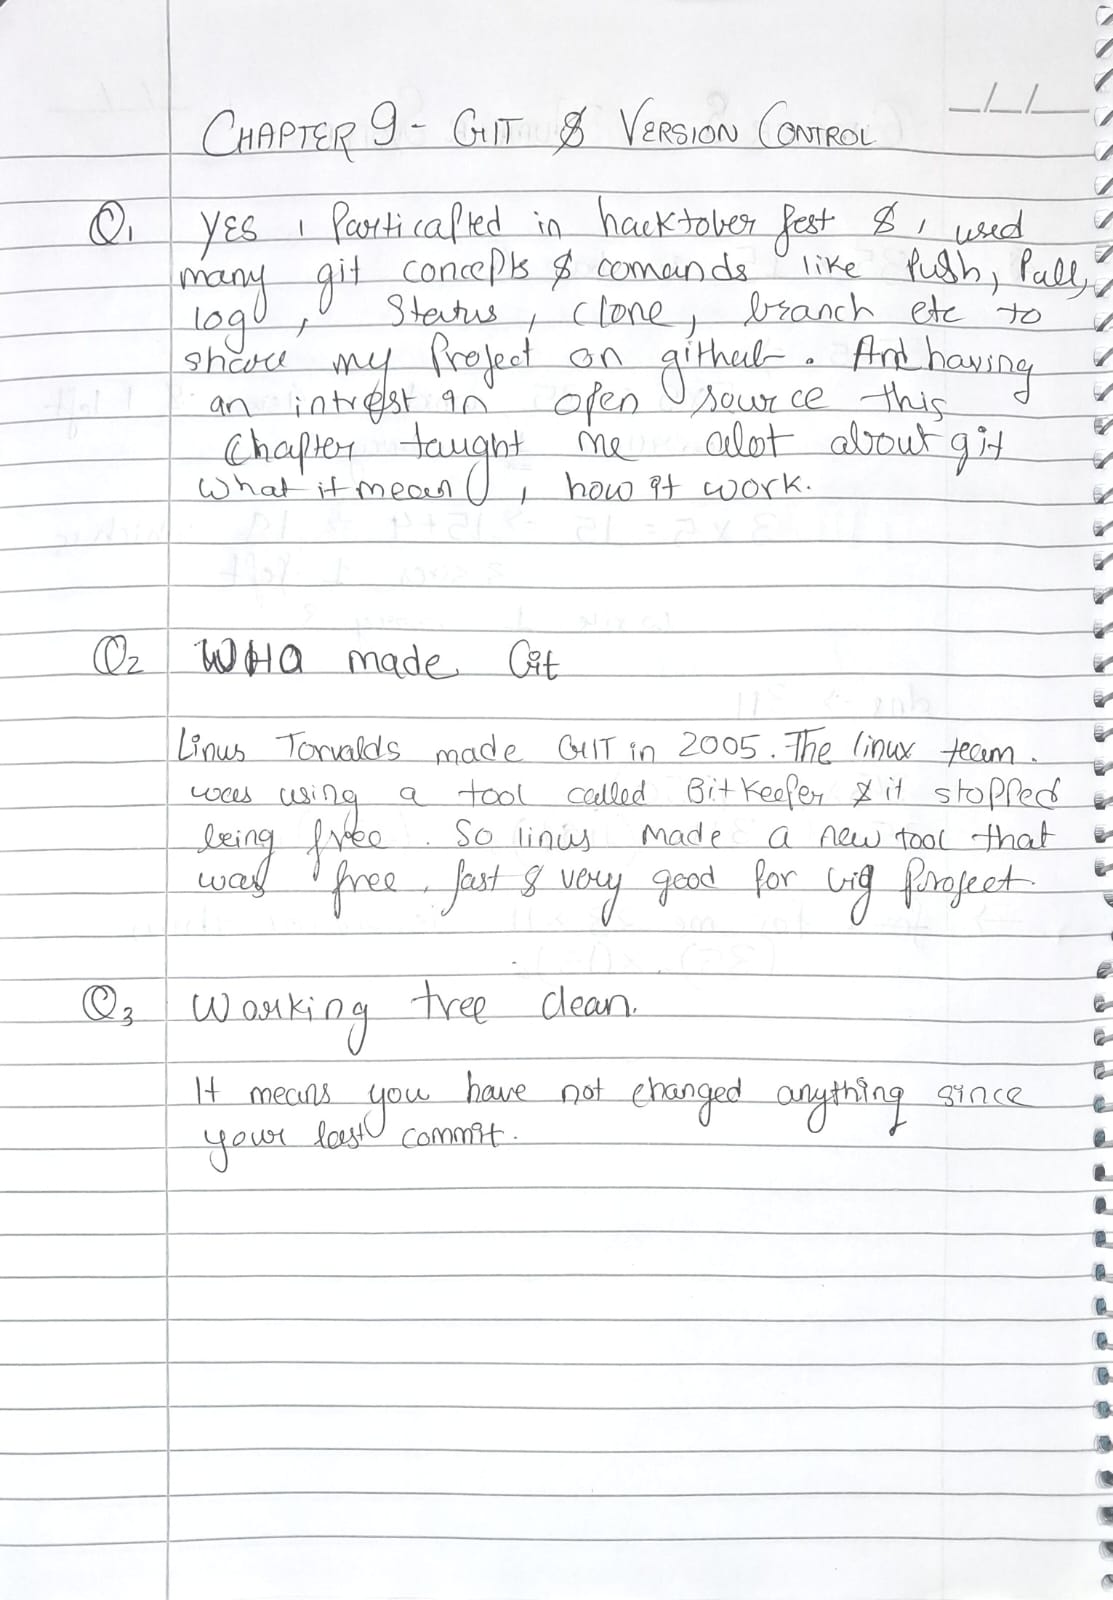 CHAPTER 9 - GIT & VERSION CONTROL
Q1 YES I Particapted in hacktober fest & I used
many git concepts & comands like Push, Pull,
log, Status, clone, branch etc to
share my Project on github. And having
an intrest in open source this
Chapter taught me alot about git
what it mean, how it work.
Q2 WHO made Git
Linus Torvalds made GIT in 2005. The linux team.
was using a tool called BitKeeper & it stopped
being free. So linus made a new tool that
was free, fast & very good for big project.
Q3 Working tree clean.
It means you have not changed anything since
your last commit.